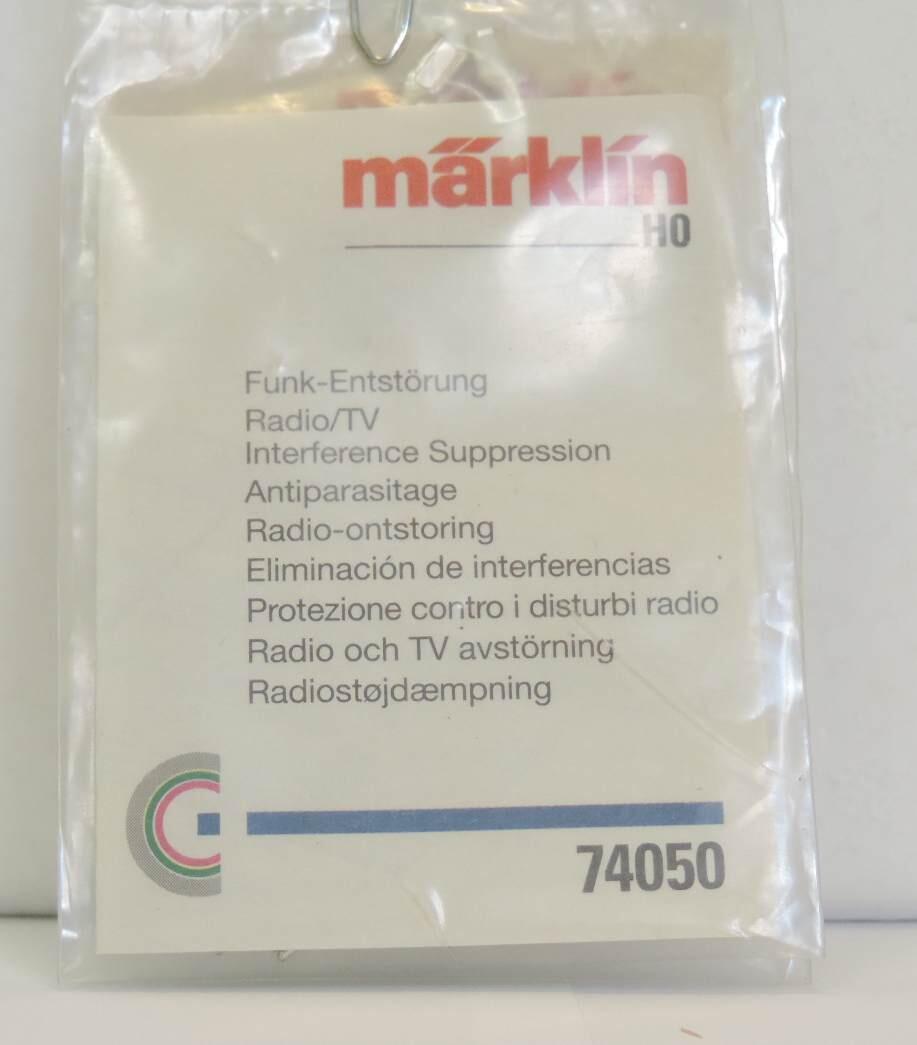 märklin
H0
Funk-Entstörung
Radio/TV
Interference Suppression
Antiparasitage
Radio-ontstoring
Eliminación de interferencias
Protezione contro i disturbi radio
Radio och TV avstörning
Radiostøjdæmpning
74050